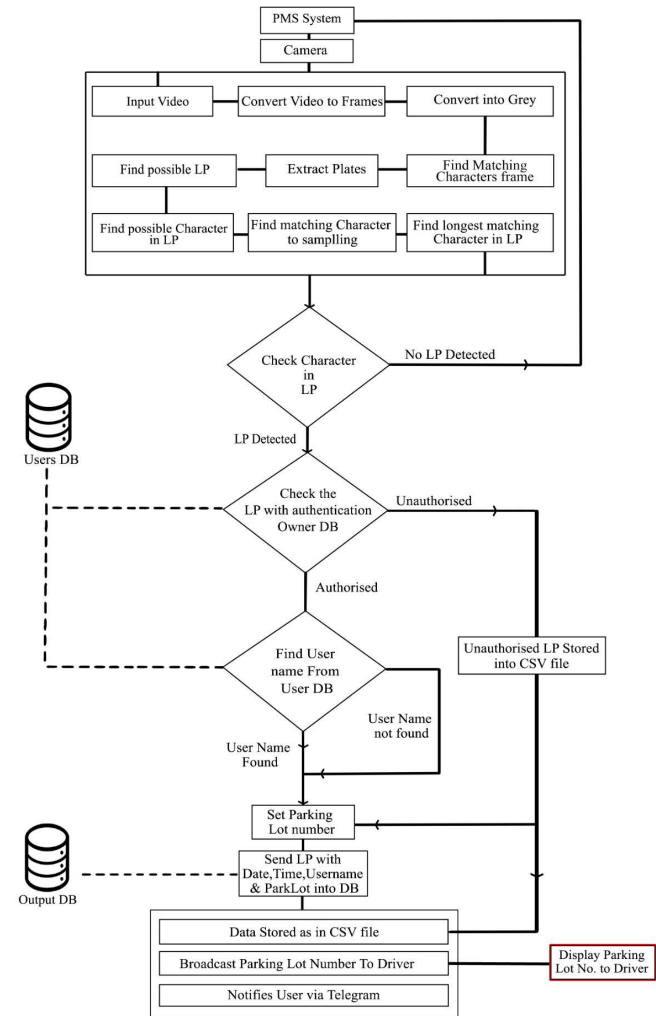 PMS System
Camera
Input Video
Convert Video to Frames
Convert into Grey
Find possible LP
Extract Plates
Find Matching
Characters frame
Find possible Character
in LP
Find matching Character
to samplling
Find longest matching
Character in LP
Check Character
in
LP
No LP Detected
LP Detected
Users DB
Check the
LP with authentication
Owner DB
Unauthorised
Authorised
Find User
name From
User DB
Unauthorised LP Stored
into CSV file
User Name
not found
User Name
Found
Set Parking
Lot number
Send LP with
Date,Time,Username
& ParkLot into DB
Output DB
Data Stored as in CSV file
Broadcast Parking Lot Number To Driver
Display Parking
Lot No. to Driver
Notifies User via Telegram